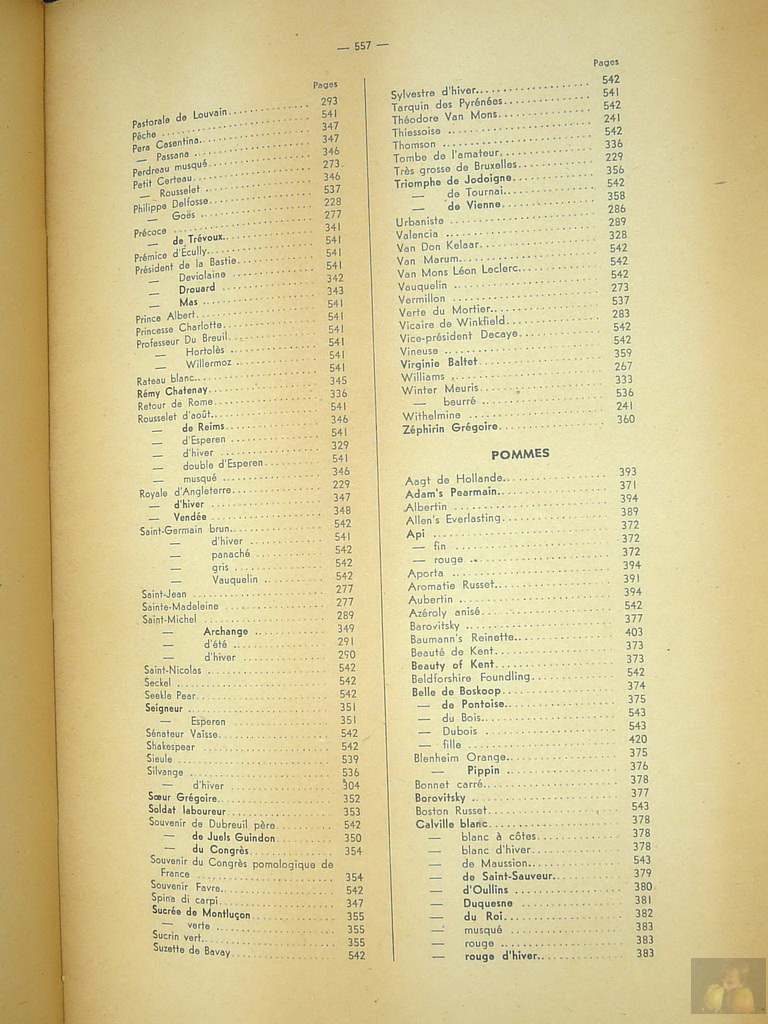 — 557 —
Pages
Pastorale de Louvain 293
Pêche 541
Pera Casentina 347
— Passana 347
Perdreau musqué 346
Petit Certeau 273
— Rousselet 346
Philippe Delfosse 537
— Goës 228
Précoce 277
— de Trévoux 341
Prémice d'Ecully 541
Président de la Bastie 541
— Deviolaine 541
— Drouard 342
— Mas 343
Prince Albert 541
Princesse Charlotte 541
Professeur Du Breuil 541
— Hortolès 541
— Willermoz 541
Rateau blanc 541
Rémy Chatenay 345
Retour de Rome 336
Rousselet d'août 541
— de Reims 346
— d'Esperen 541
— d'hiver 329
— double d'Esperen 541
— musqué 346
Royale d'Angleterre 229
— d'hiver 347
— Vendée 348
Saint-Germain brun 542
— d'hiver 541
— panaché 542
— gris 542
— Vauquelin 542
Saint-Jean 277
Sainte-Madeleine 277
Saint-Michel 289
— Archange 349
— d'été 291
— d'hiver 290
Saint-Nicolas 542
Seckel 542
Seekle Pear 542
Seigneur 351
— Esperen 351
Sénateur Vaïsse 542
Shakespear 542
Sieule 539
Silvange 536
— d'hiver 304
Sœur Grégoire 352
Soldat laboureur 353
Souvenir de Dubreuil père 542
— de Juels Guindon 350
— du Congrès 354
Souvenir du Congrès pomologique de
France 354
Souvenir Favre 542
Spina di carpi 347
Sucrée de Montluçon 355
— verte 355
Sucrin vert 355
Suzette de Bavay 542
Pages
Sylvestre d'hiver 542
Tarquin des Pyrénées 541
Théodore Van Mons 542
Thiessoise 241
Thomson 542
Tombe de l'amateur 336
Très grosse de Bruxelles 229
Triomphe de Jodoigne 356
— de Tournai 542
— de Vienne 358
Urbaniste 286
Valencia 289
Van Don Kelaar 328
Van Marum 542
Van Mons Léon Leclerc 542
Vauquelin 542
Vermillon 273
Verte du Mortier 537
Vicaire de Winkfield 283
Vice-président Decaye 542
Vineuse 542
Virginie Baltet 359
Williams 267
Winter Meuris 333
— beurré 536
Withelmine 241
Zéphirin Grégoire 360
POMMES
Aagt de Hollande 393
Adam's Pearmain 371
Albertin 394
Allen's Everlasting 389
Api 372
— fin 372
— rouge 372
Aporta 394
Aromatie Russet 391
Aubertin 394
Azéroly anisé 542
Barovitsky 377
Baumann's Reinette 403
Beauté de Kent 373
Beauty of Kent 373
Beldforshire Foundling 542
Belle de Boskoop 374
— de Pontoise 375
— du Bois 543
— Dubois 543
— fille 420
Blenheim Orange 375
— Pippin 376
Bonnet carré 378
Borovitsky 377
Boston Russet 543
Calville blanc 378
— blanc à côtes 378
— blanc d'hiver 378
— de Maussion 543
— de Saint-Sauveur 379
— d'Oullins 380
— Duquesne 381
— du Roi 382
— musqué 383
— rouge 383
— rouge d'hiver 383